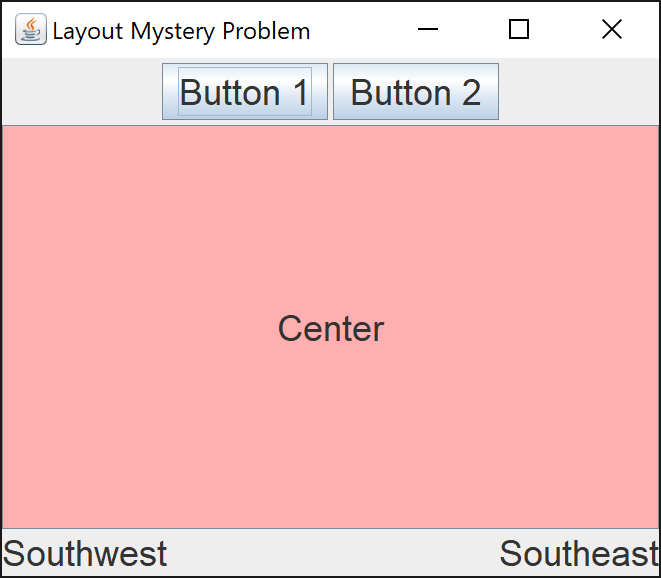 Layout Mystery Problem
Button 1 Button 2
Center
Southwest Southeast